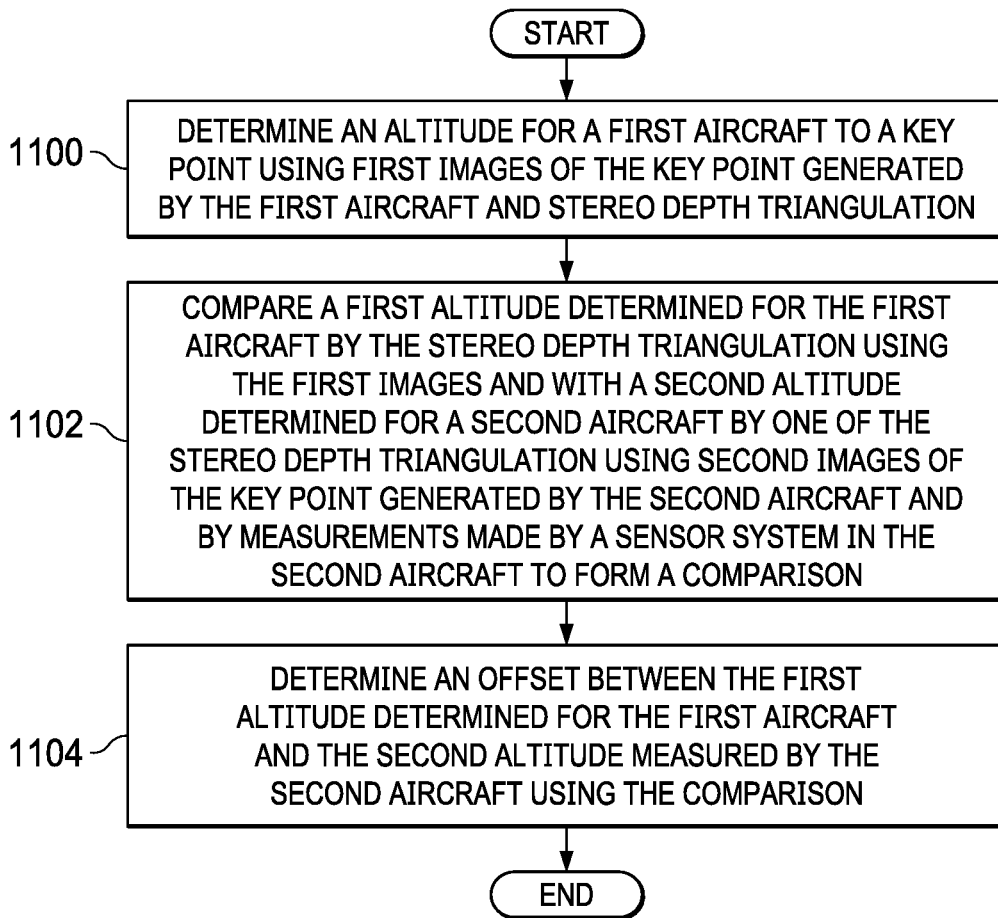 START
1100
DETERMINE AN ALTITUDE FOR A FIRST AIRCRAFT TO A KEY
POINT USING FIRST IMAGES OF THE KEY POINT GENERATED
BY THE FIRST AIRCRAFT AND STEREO DEPTH TRIANGULATION
1102
COMPARE A FIRST ALTITUDE DETERMINED FOR THE FIRST
AIRCRAFT BY THE STEREO DEPTH TRIANGULATION USING
THE FIRST IMAGES AND WITH A SECOND ALTITUDE
DETERMINED FOR A SECOND AIRCRAFT BY ONE OF THE
STEREO DEPTH TRIANGULATION USING SECOND IMAGES OF
THE KEY POINT GENERATED BY THE SECOND AIRCRAFT AND
BY MEASUREMENTS MADE BY A SENSOR SYSTEM IN THE
SECOND AIRCRAFT TO FORM A COMPARISON
1104
DETERMINE AN OFFSET BETWEEN THE FIRST
ALTITUDE DETERMINED FOR THE FIRST AIRCRAFT
AND THE SECOND ALTITUDE MEASURED BY THE
SECOND AIRCRAFT USING THE COMPARISON
END